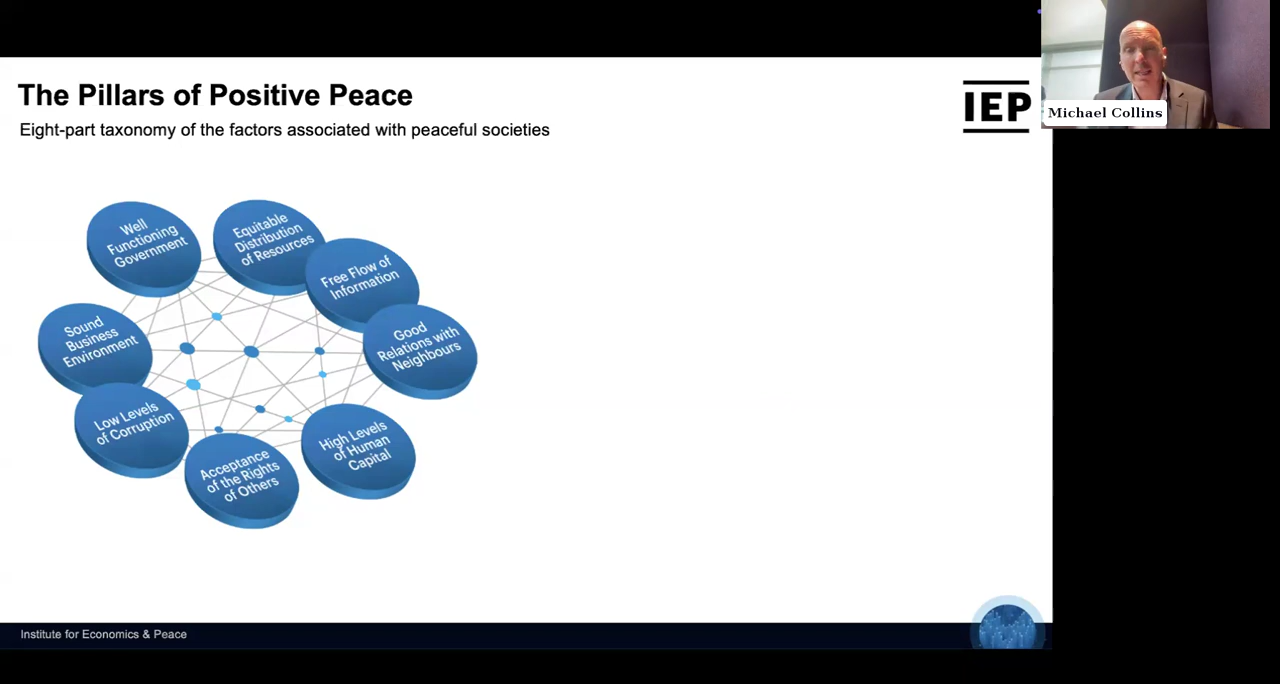 The Pillars of Positive Peace
Eight-part taxonomy of the factors associated with peaceful societies
IEP
Michael Collins
Well
Functioning
Government
Equitable
Distribution
of Resources
Free Flow of
Information
Good
Relations with
Neighbours
High Levels
of Human
Capital
Acceptance
of the Rights
of Others
Low Levels
of Corruption
Sound
Business
Environment
Institute for Economics & Peace